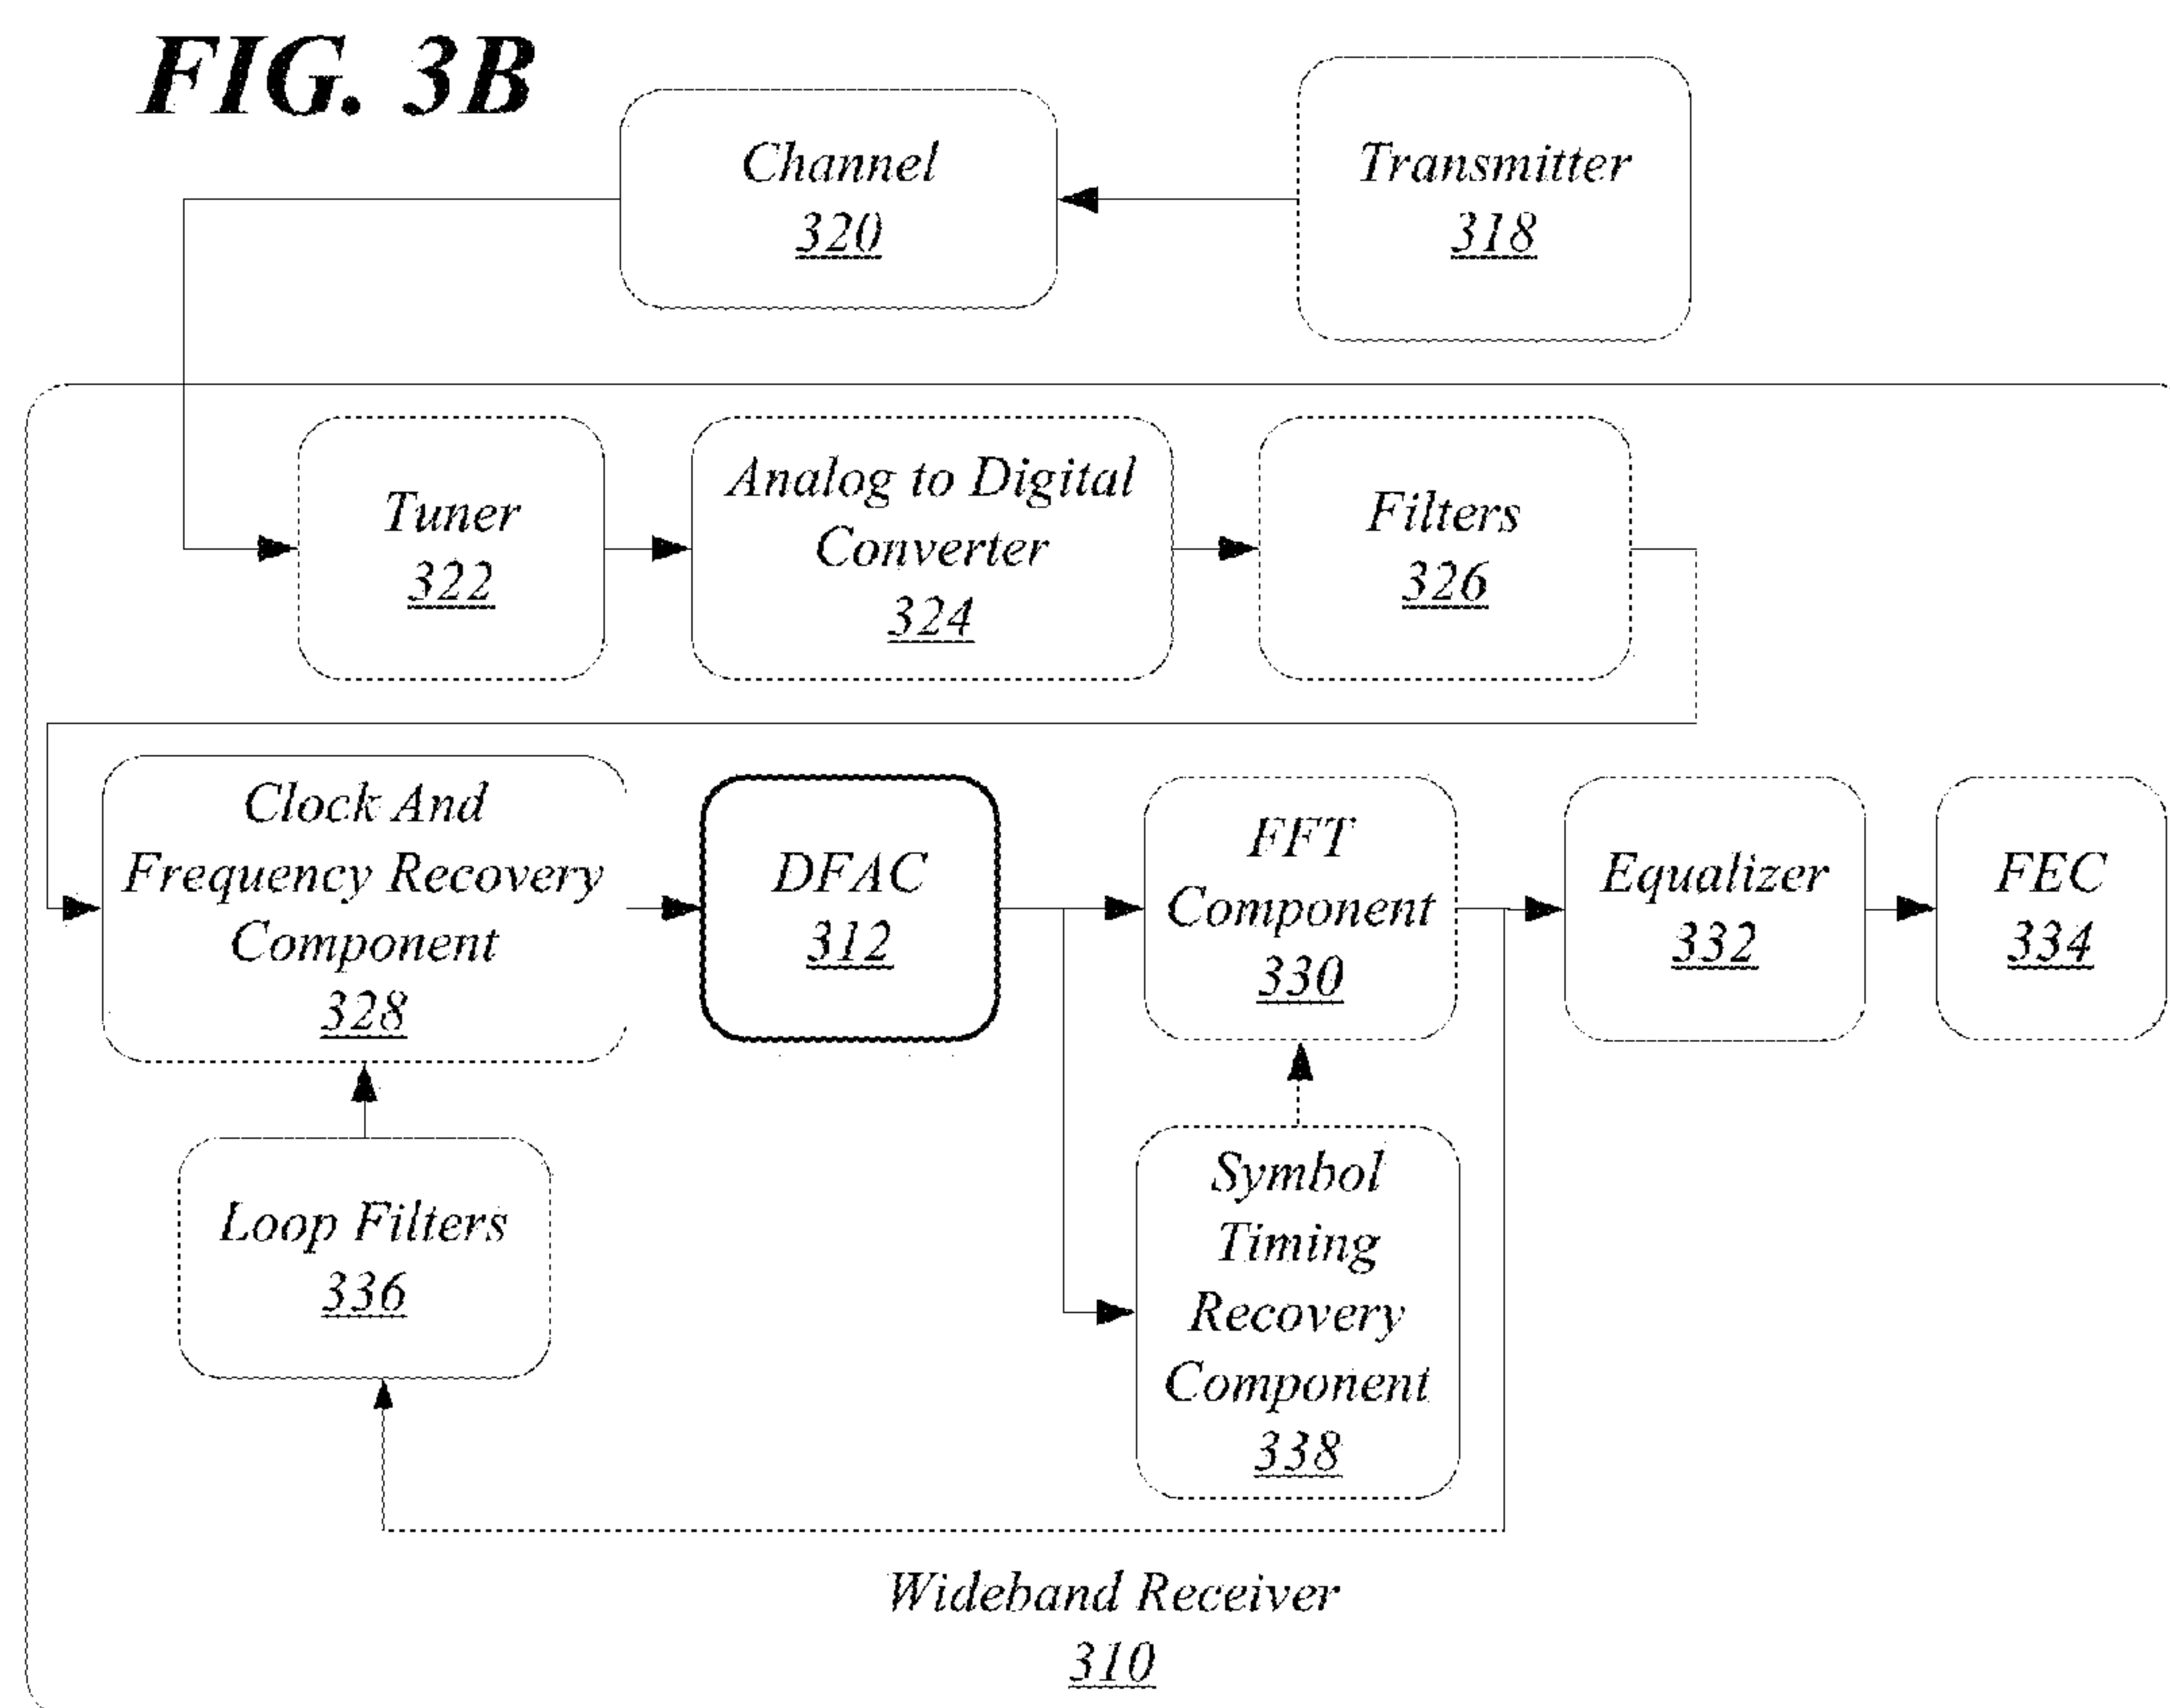 FIG. 3B
Channel
320
Transmitter
318
Tuner
322
Analog to Digital
Converter
324
Filters
326
Clock And
Frequency Recovery
Component
328
DFAC
312
FFT
Component
330
Equalizer
332
FEC
334
Loop Filters
336
Symbol
Timing
Recovery
Component
338
Wideband Receiver
310